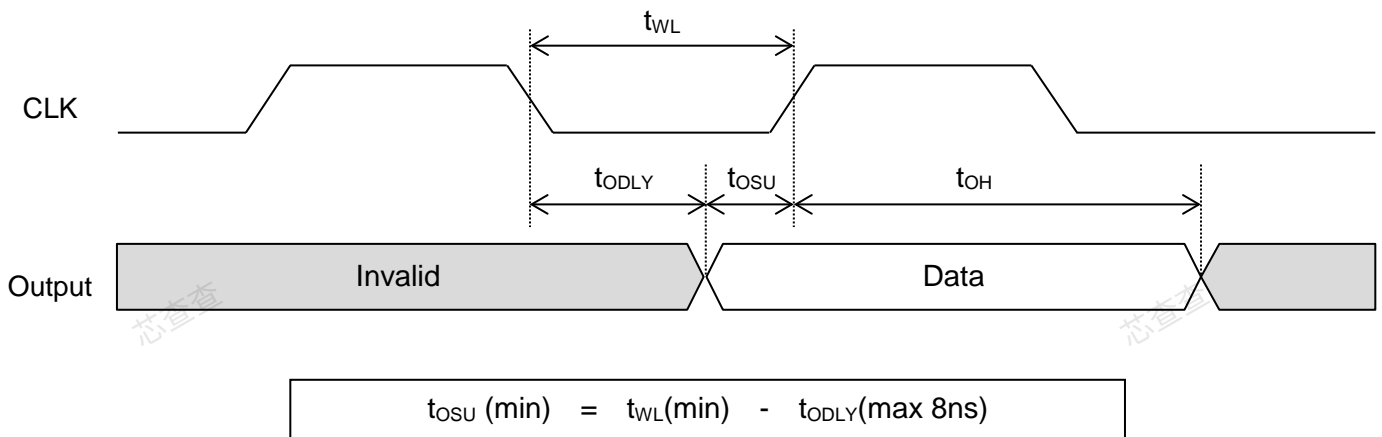 tWL
CLK
tODLY tOSU tOH
Output Invalid Data
芯查查 芯查查
tOSU (min) = tWL(min) - tODLY(max 8ns)